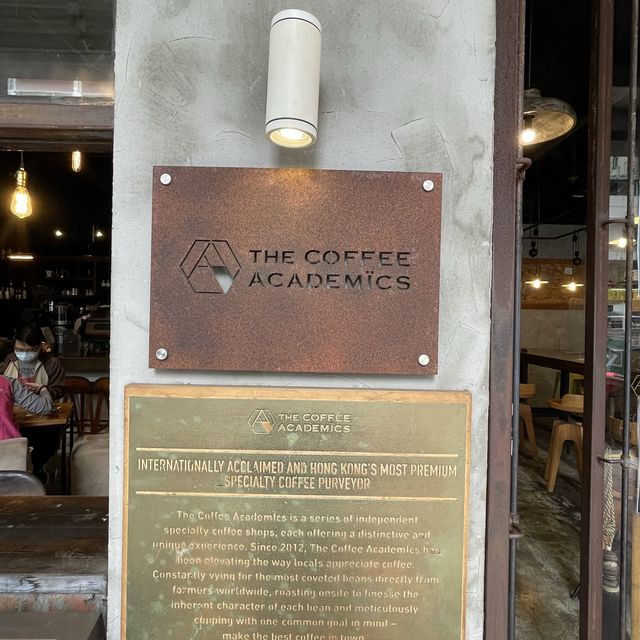 THE COFFEE
ACADEMÏCS
THE COFFEE
ACADEMICS
INTERNATIONALLY ACCLAIMED AND HONG KONG'S MOST PREMIUM
SPECIALTY COFFEE PURVEYOR
The Coffee Academics is a series of independent
specialty coffee shops, each offering a distinctive and
unique experience. Since 2012, The Coffee Academics has
been elevating the way locals appreciate coffee.
Constantly vying for the most coveted beans directly from
farmers worldwide, roasting onsite to finesse the
inherent character of each bean and meticulously
cupping with one common goal in mind –
make the best coffee in town.